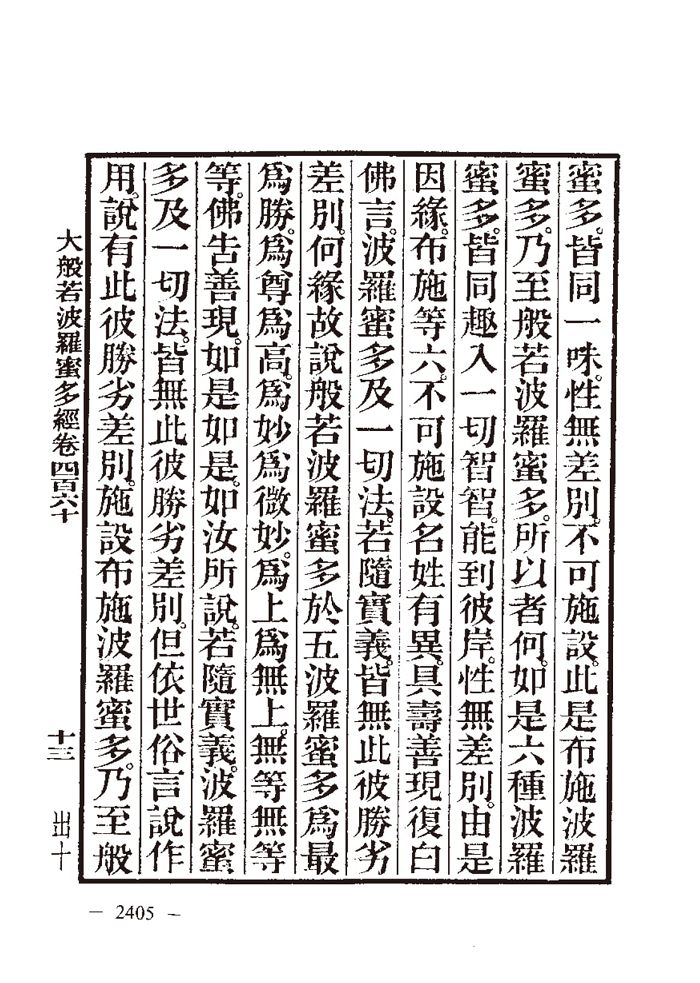 蜜多。皆同一味。性無差別。不可施設。此是布施波羅
蜜多。乃至般若波羅蜜多。所以者何。如是六種波羅
蜜多。皆同趣入一切智智。能到彼岸。性無差別。由是
因緣。布施等六。不可施設名姓有異。具壽善現復白
佛言。波羅蜜多及一切法。若隨實義。皆無此彼勝劣
差別。何緣故說般若波羅蜜多於五波羅蜜多為最
為勝。為尊為高。為妙為微妙。為上為無上。無等無等
等。佛告善現。如是如是。如汝所說。若隨實義。波羅蜜
多及一切法。皆無此彼勝劣差別。但依世俗言說作
用。說有此彼勝劣差別。施設布施波羅蜜多。乃至般
大般若波羅蜜多經卷四百六十 十三 出十
— 2405 —